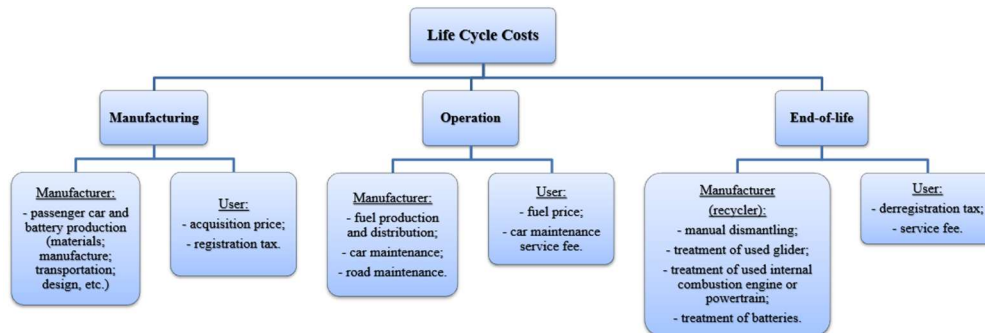 Life Cycle Costs
Manufacturing
Operation
End-of-life
Manufacturer:
- passenger car and
battery production
(materials;
manufacture;
transportation;
design, etc.)
User:
- acquisition price;
- registration tax.
Manufacturer:
- fuel production
and distribution;
- car maintenance;
- road maintenance.
User:
- fuel price;
- car maintenance
service fee.
Manufacturer
(recycler):
- manual dismantling;
- treatment of used glider;
- treatment of used internal
combustion engine or
powertrain;
- treatment of batteries.
User:
- derregistration tax;
- service fee.